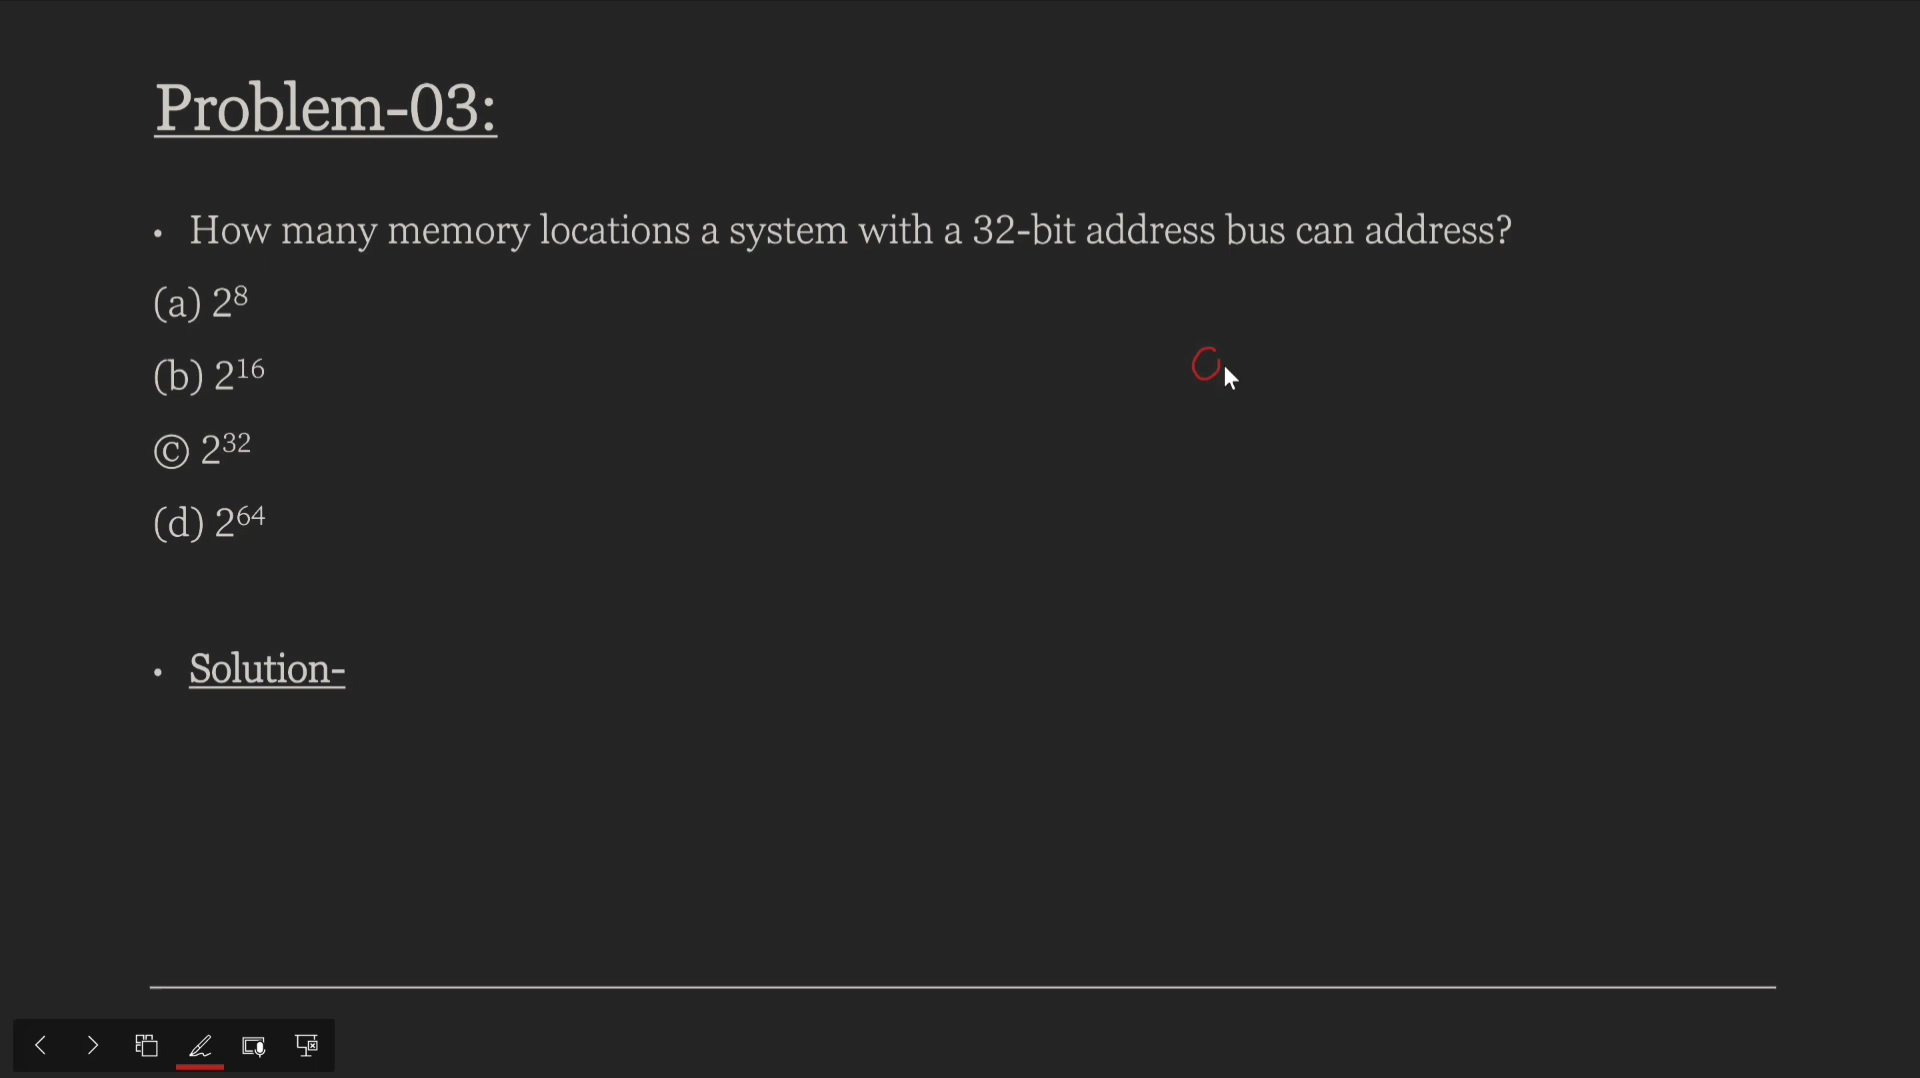 Problem-03:
• How many memory locations a system with a 32-bit address bus can address?
(a) 2⁸
(b) 2¹⁶
© 2³²
(d) 2⁶⁴
• Solution-